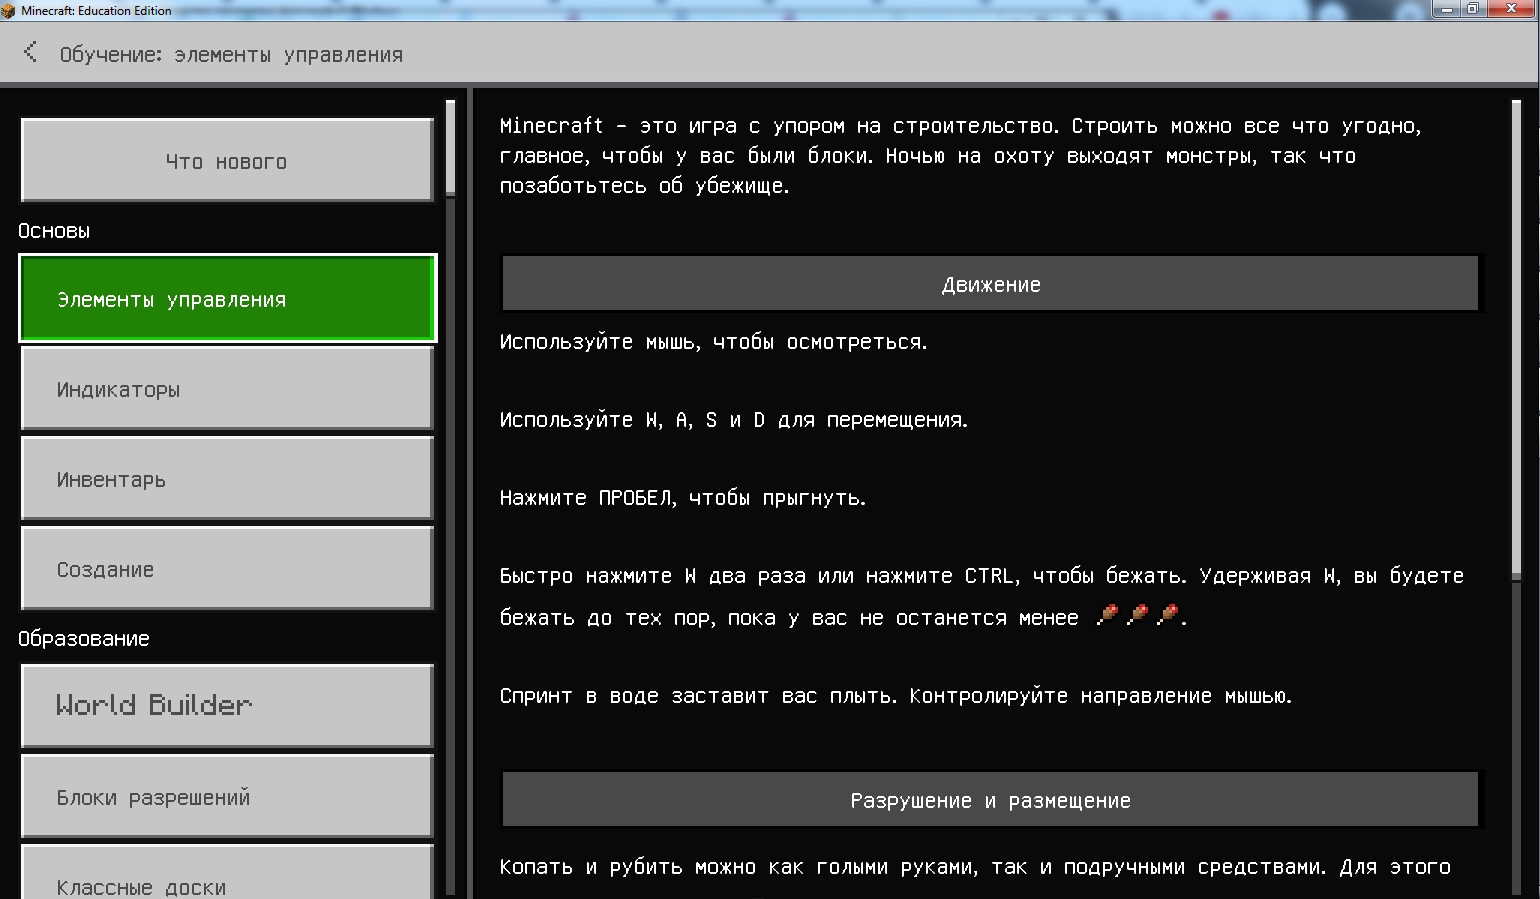 Minecraft: Education Edition
Обучение: элементы управления
Что нового
Основы
Элементы управления
Индикаторы
Инвентарь
Создание
Образование
World Builder
Блоки разрешений
Классные доски
Minecraft - это игра с упором на строительство. Строить можно все что угодно,
главное, чтобы у вас были блоки. Ночью на охоту выходят монстры, так что
позаботьтесь об убежище.
Движение
Используйте мышь, чтобы осмотреться.
Используйте W, A, S и D для перемещения.
Нажмите ПРОБЕЛ, чтобы прыгнуть.
Быстро нажмите W два раза или нажмите CTRL, чтобы бежать. Удерживая W, вы будете
бежать до тех пор, пока у вас не останется менее .
Спринт в воде заставит вас плыть. Контролируйте направление мышью.
Разрушение и размещение
Копать и рубить можно как голыми руками, так и подручными средствами. Для этого